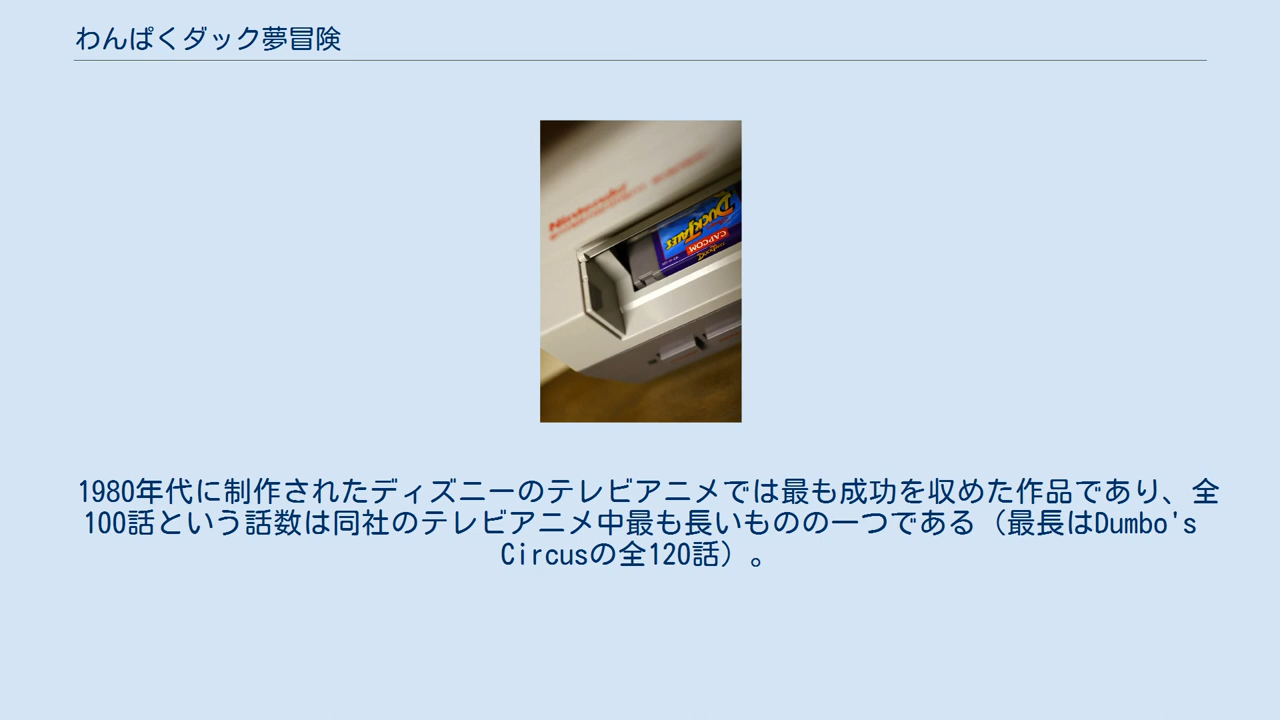 わんぱくダック夢冒険
Nintendo
DUCKTALES
CAPCOM
DUCKTALES
1980年代に制作されたディズニーのテレビアニメでは最も成功を収めた作品であり、全
100話という話数は同社のテレビアニメ中最も長いものの一つである（最長はDumbo's
Circusの全120話）。